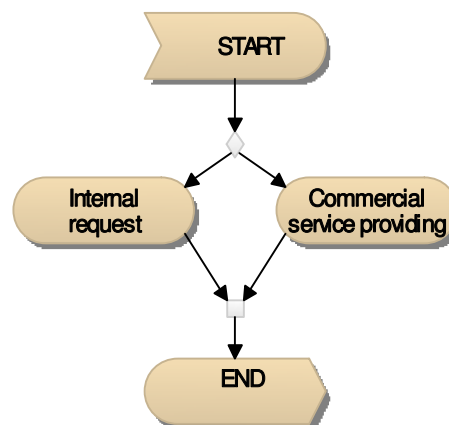 START
Internal
request
Commercial
service providing
END